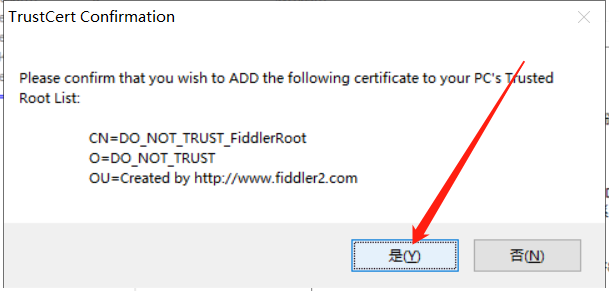 TrustCert Confirmation
Please confirm that you wish to ADD the following certificate to your PC's Trusted
Root List:
CN=DO_NOT_TRUST_FiddlerRoot
O=DO_NOT_TRUST
OU=Created by http://www.fiddler2.com
是(Y)
否(N)